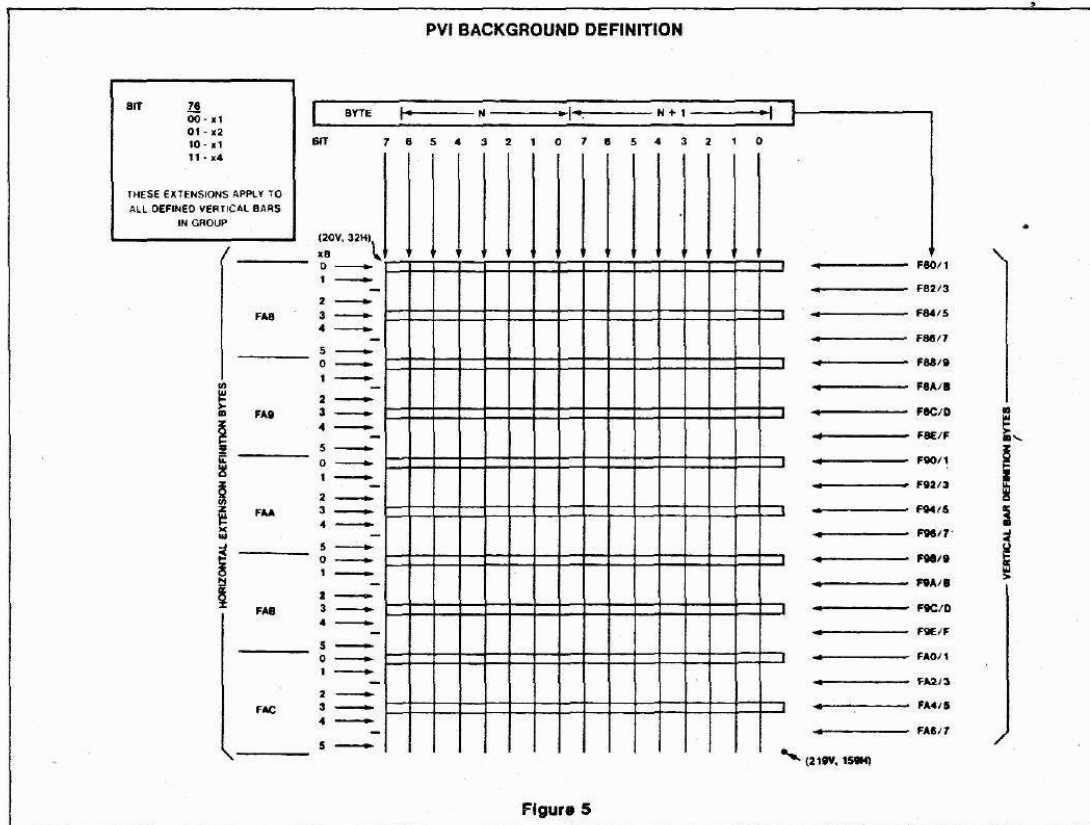 PVI BACKGROUND DEFINITION
BIT 76
00 - x1
01 - x2
10 - x1
11 - x4
THESE EXTENSIONS APPLY TO
ALL DEFINED VERTICAL BARS
IN GROUP
BYTE N N + 1
BIT 7 6 5 4 3 2 1 0 7 6 5 4 3 2 1 0
(20V, 32H)
x8
HORIZONTAL EXTENSION DEFINITION BYTES
FA8
0
1
2
3
4
5
FA9
0
1
2
3
4
5
FAA
0
1
2
3
4
5
FAB
0
1
2
3
4
5
FAC
0
1
2
3
4
5
F80/1
F82/3
F84/5
F86/7
F88/9
F8A/B
F8C/D
F8E/F
F90/1
F92/3
F94/5
F96/7
F98/9
F9A/B
F9C/D
F9E/F
FA0/1
FA2/3
FA4/5
FA6/7
VERTICAL BAR DEFINITION BYTES
(219V, 159H)
Figure 5